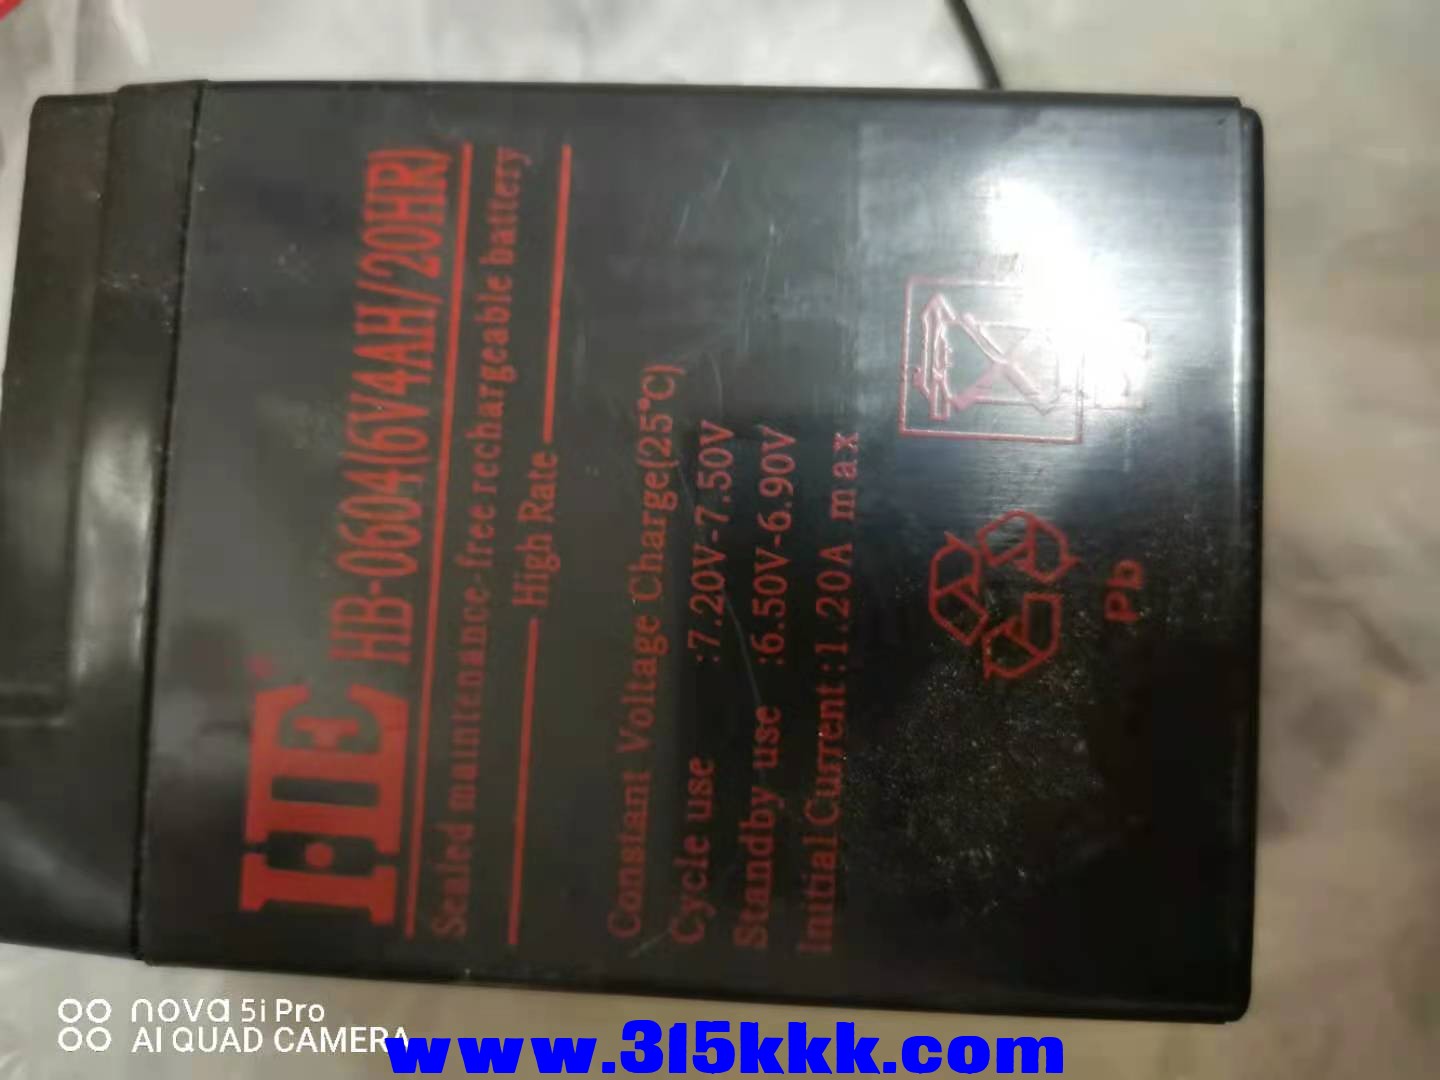 HE HB-0604(6V4AH/20HR)
Sealed maintenance-free rechargeable battery
High Rate
Constant Voltage Charge(25°C)
Cycle use :7.20V-7.50V
Standby use :6.50V-6.90V
Initial Current:1.20A max
Pb
nova 5i Pro
AI QUAD CAMERA
www.315kkk.com